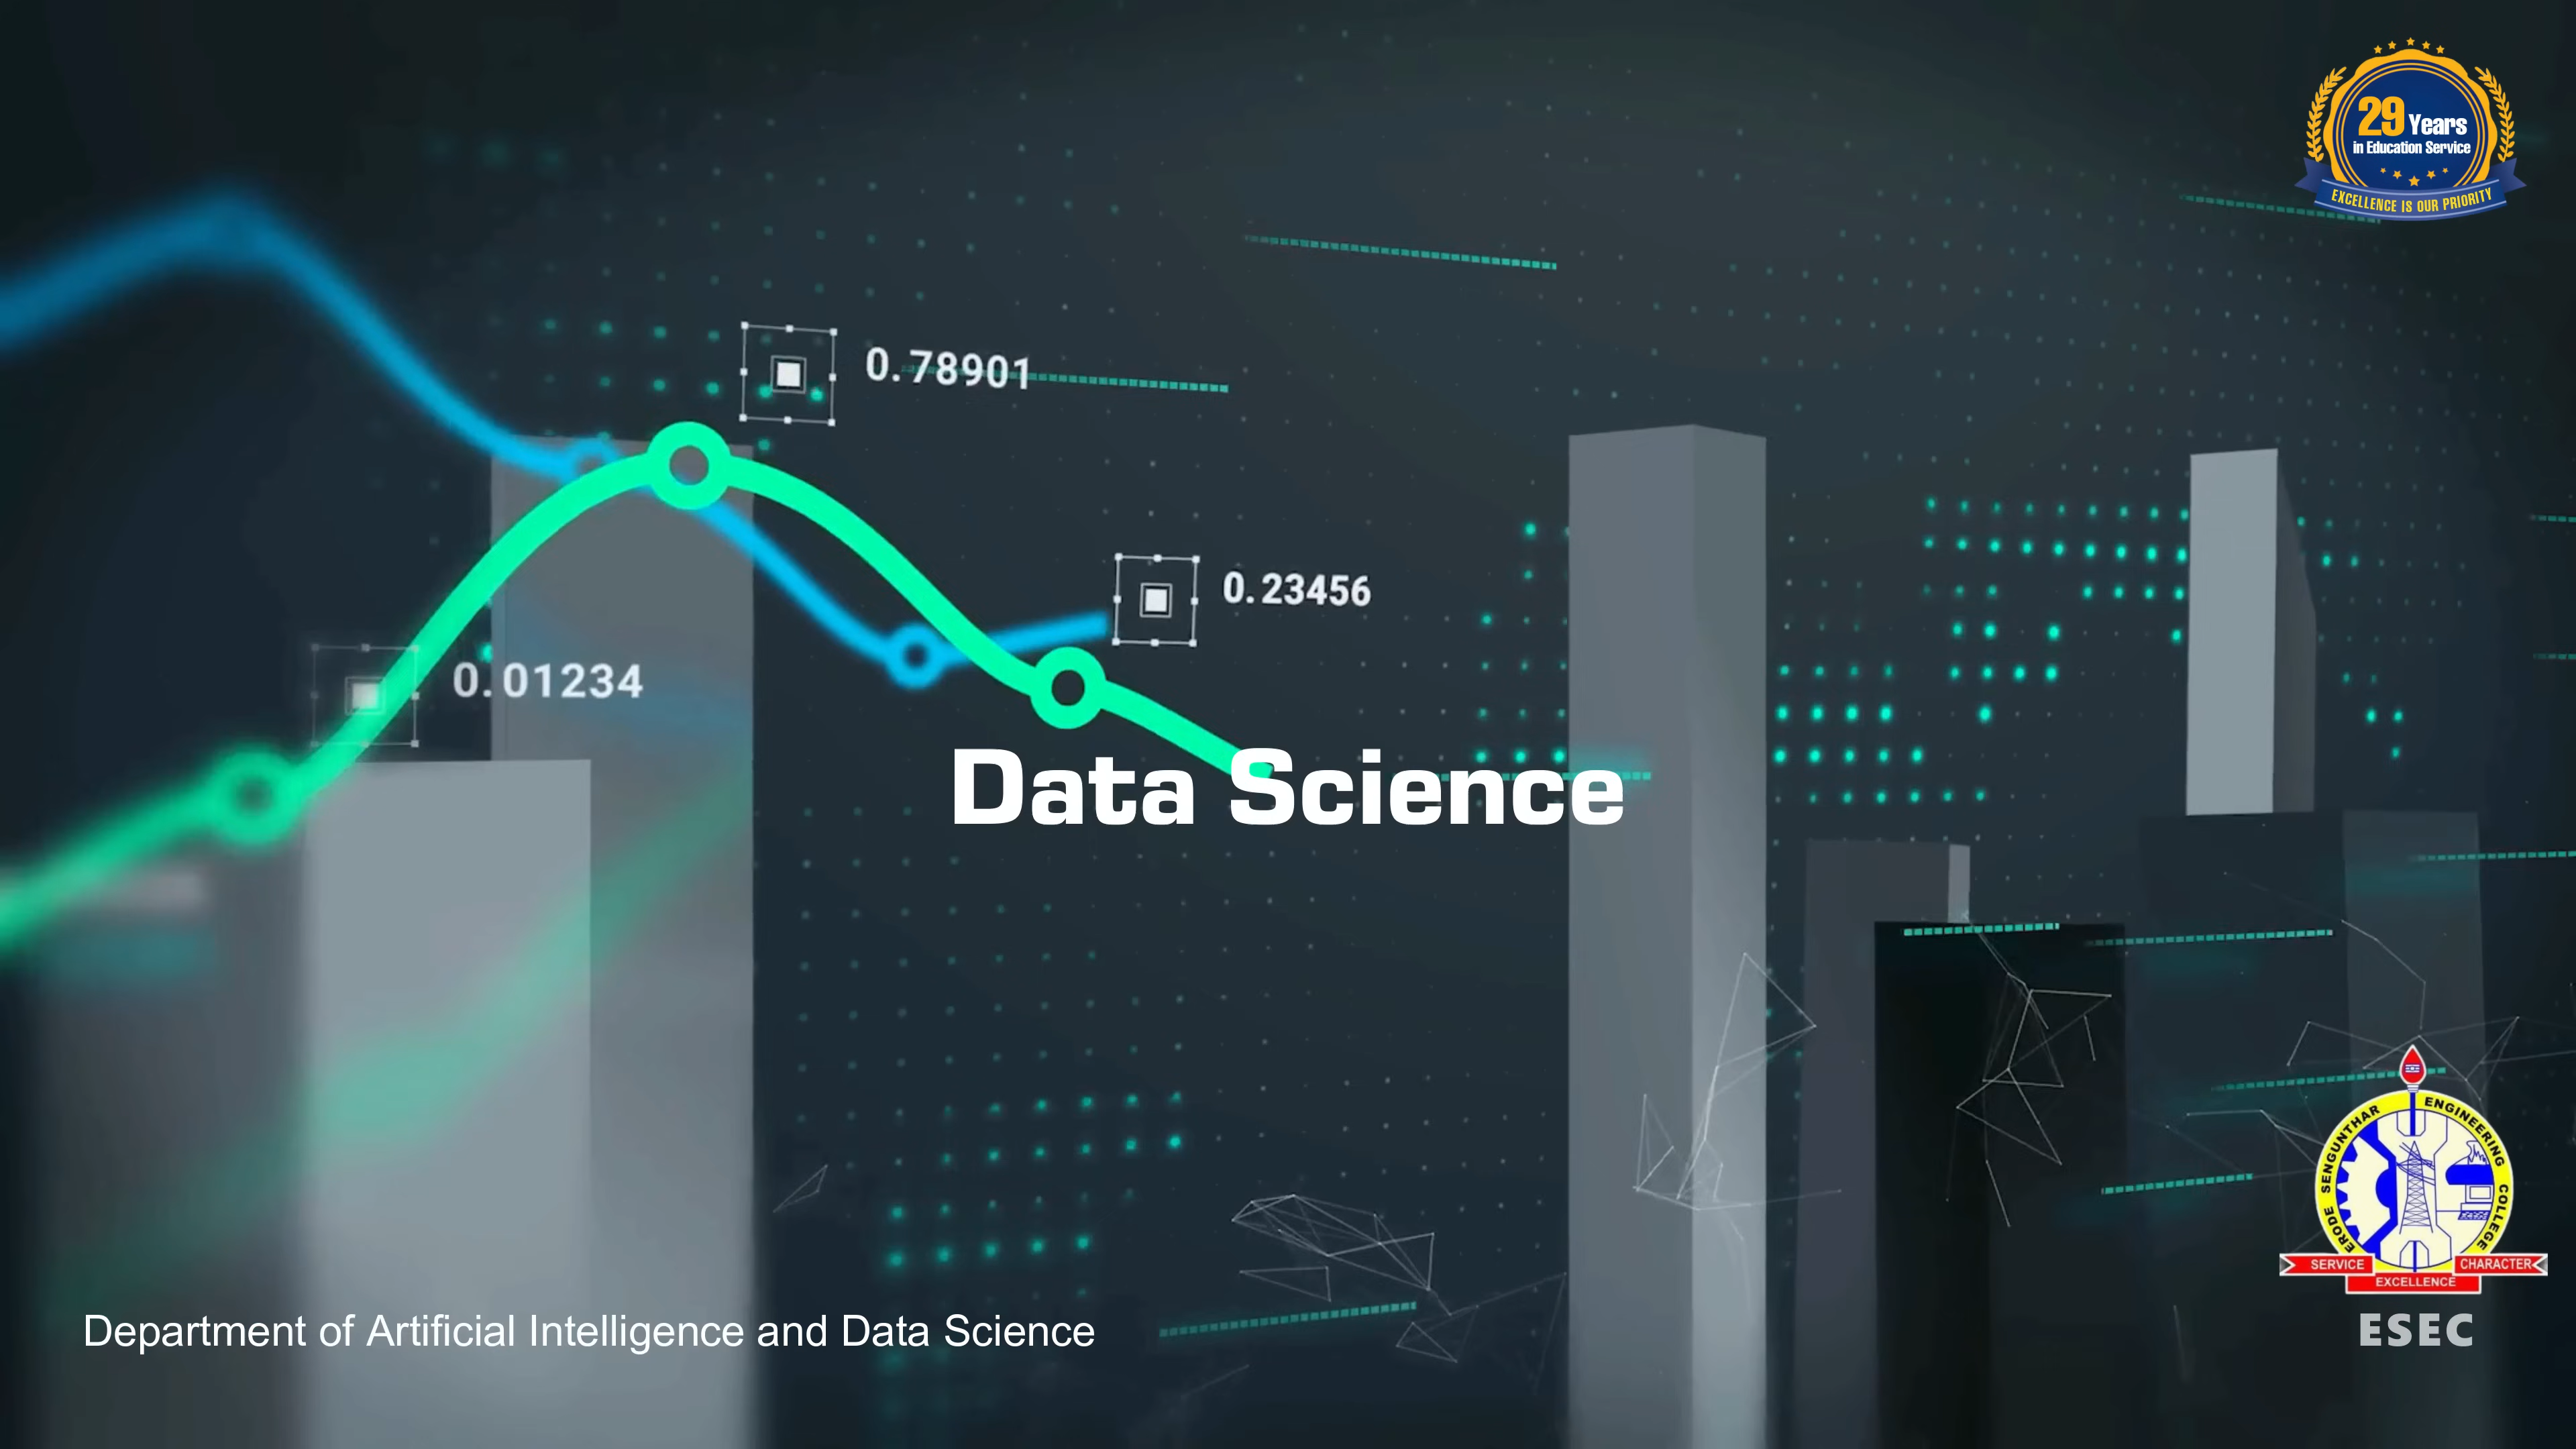 29 Years
in Education Service
EXCELLENCE IS OUR PRIORITY
0.78901
0.23456
0.01234
Data Science
ERODE SENGUNTHAR ENGINEERING COLLEGE
SERVICE
CHARACTER
EXCELLENCE
Department of Artificial Intelligence and Data Science
ESEC